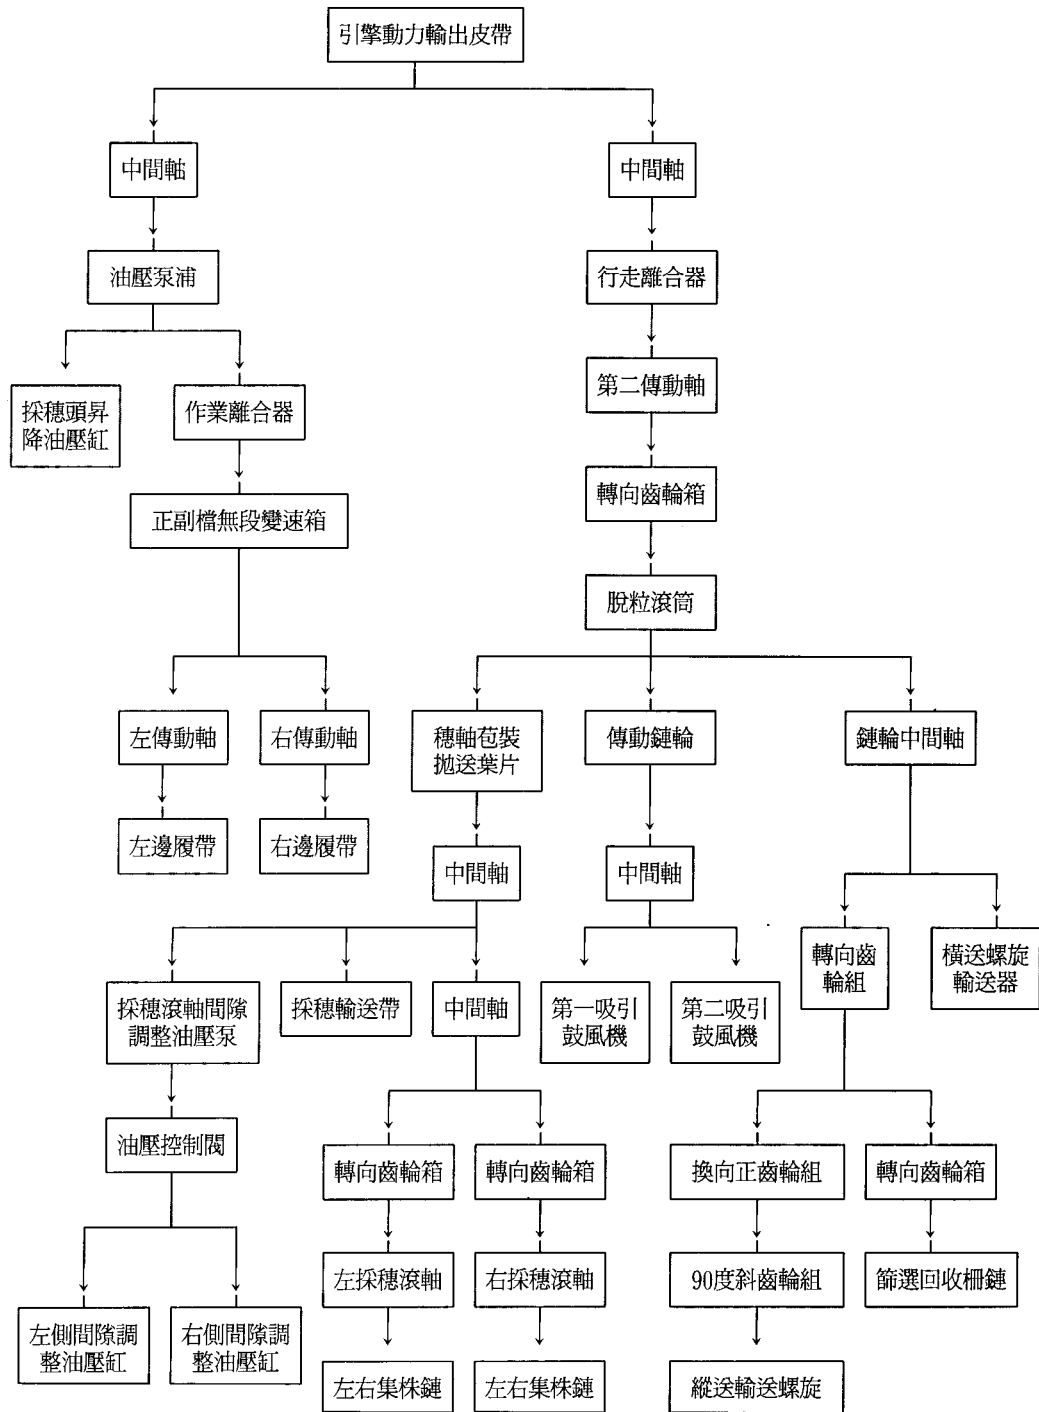 引擎動力輸出皮帶
中間軸
中間軸
油壓泵浦
行走離合器
採穗頭昇
降油壓缸
作業離合器
第二傳動軸
正副檔無段變速箱
轉向齒輪箱
脫粒滾筒
左傳動軸
右傳動軸
穗軸苞裝
拋送葉片
傳動鏈輪
鏈輪中間軸
左邊履帶
右邊履帶
中間軸
中間軸
轉向齒
輪組
橫送螺旋
輸送器
採穗滾軸間隙
調整油壓泵
採穗輸送帶
中間軸
第一吸引
鼓風機
第二吸引
鼓風機
油壓控制閥
轉向齒輪箱
轉向齒輪箱
換向正齒輪組
轉向齒輪箱
左採穗滾軸
右採穗滾軸
90度斜齒輪組
篩選回收柵鏈
左側間隙調
整油壓缸
右側間隙調
整油壓缸
左右集株鏈
左右集株鏈
縱送輸送螺旋